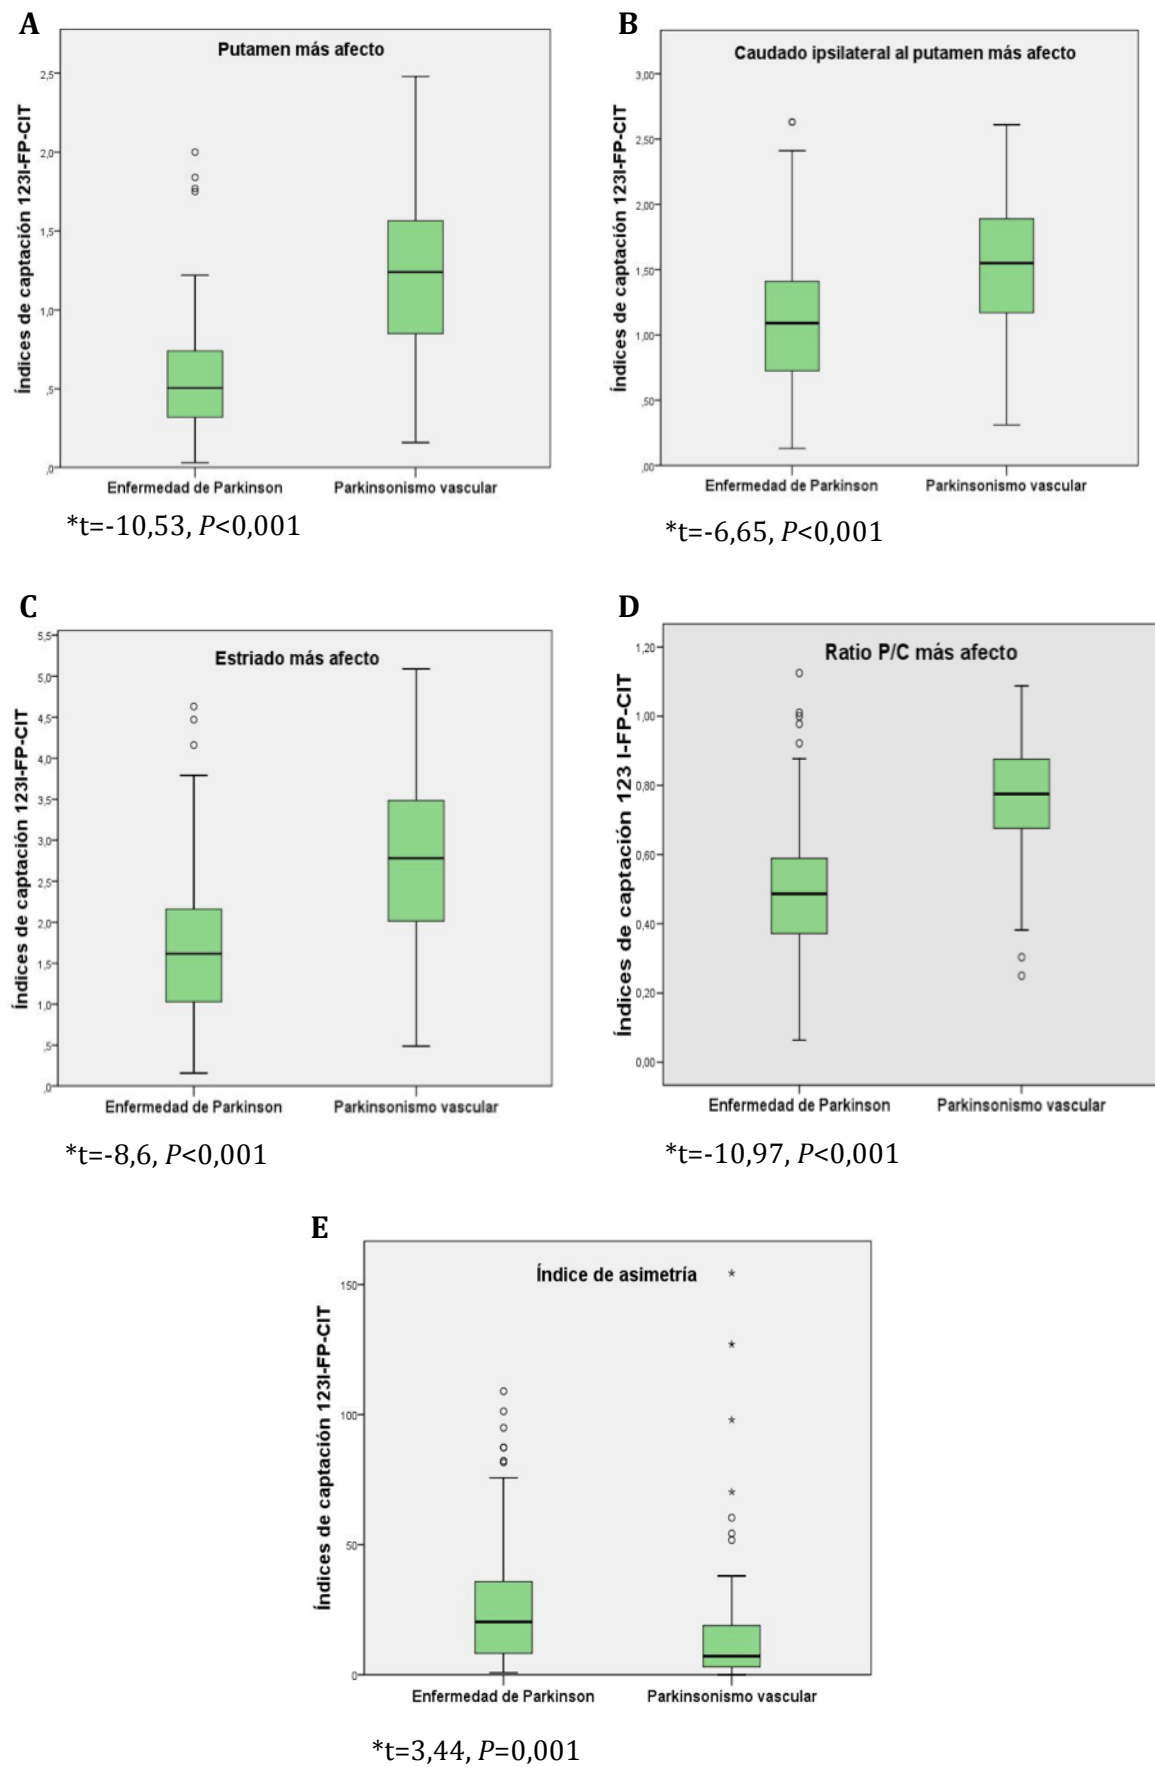 A
Putamen más afecto
Índices de captación 123I-FP-CIT
2,5
2,0
1,5
1,0
,5
,0
Enfermedad de Parkinson
Parkinsonismo vascular
*t=-10,53, P<0,001
B
Caudado ipsilateral al putamen más afecto
Índices de captación 123I-FP-CIT
3,00
2,50
2,00
1,50
1,00
,50
,00
Enfermedad de Parkinson
Parkinsonismo vascular
*t=-6,65, P<0,001
C
Estriado más afecto
Índices de captación 123I-FP-CIT
5,5
5,0
4,5
4,0
3,5
3,0
2,5
2,0
1,5
1,0
,5
,0
Enfermedad de Parkinson
Parkinsonismo vascular
*t=-8,6, P<0,001
D
Ratio P/C más afecto
Índices de captación 123 I-FP-CIT
1,20
1,00
0,80
0,60
0,40
0,20
0,00
Enfermedad de Parkinson
Parkinsonismo vascular
*t=-10,97, P<0,001
E
Índice de asimetría
Índices de captación 123I-FP-CIT
150
100
50
0
Enfermedad de Parkinson
Parkinsonismo vascular
*t=3,44, P=0,001